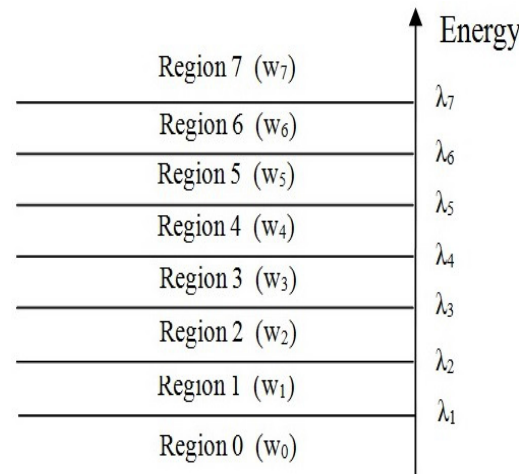 Energy
Region 7 (w₇)
λ₇
Region 6 (w₆)
λ₆
Region 5 (w₅)
λ₅
Region 4 (w₄)
λ₄
Region 3 (w₃)
λ₃
Region 2 (w₂)
λ₂
Region 1 (w₁)
λ₁
Region 0 (w₀)